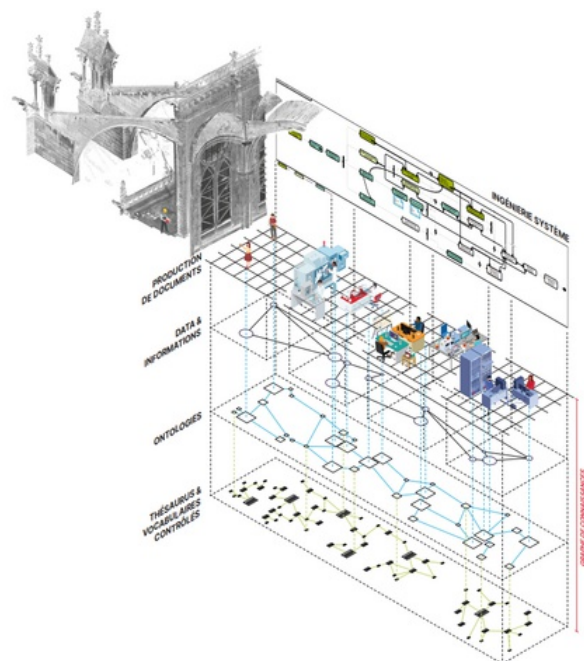 INGÉNIERIE SYSTÈME
PRODUCTION
DE DOCUMENTS
DATA &
INFORMATIONS
ONTOLOGIES
THÉSAURUS &
VOCABULAIRES
CONTRÔLÉS
GRAPHE DE CONNAISSANCES